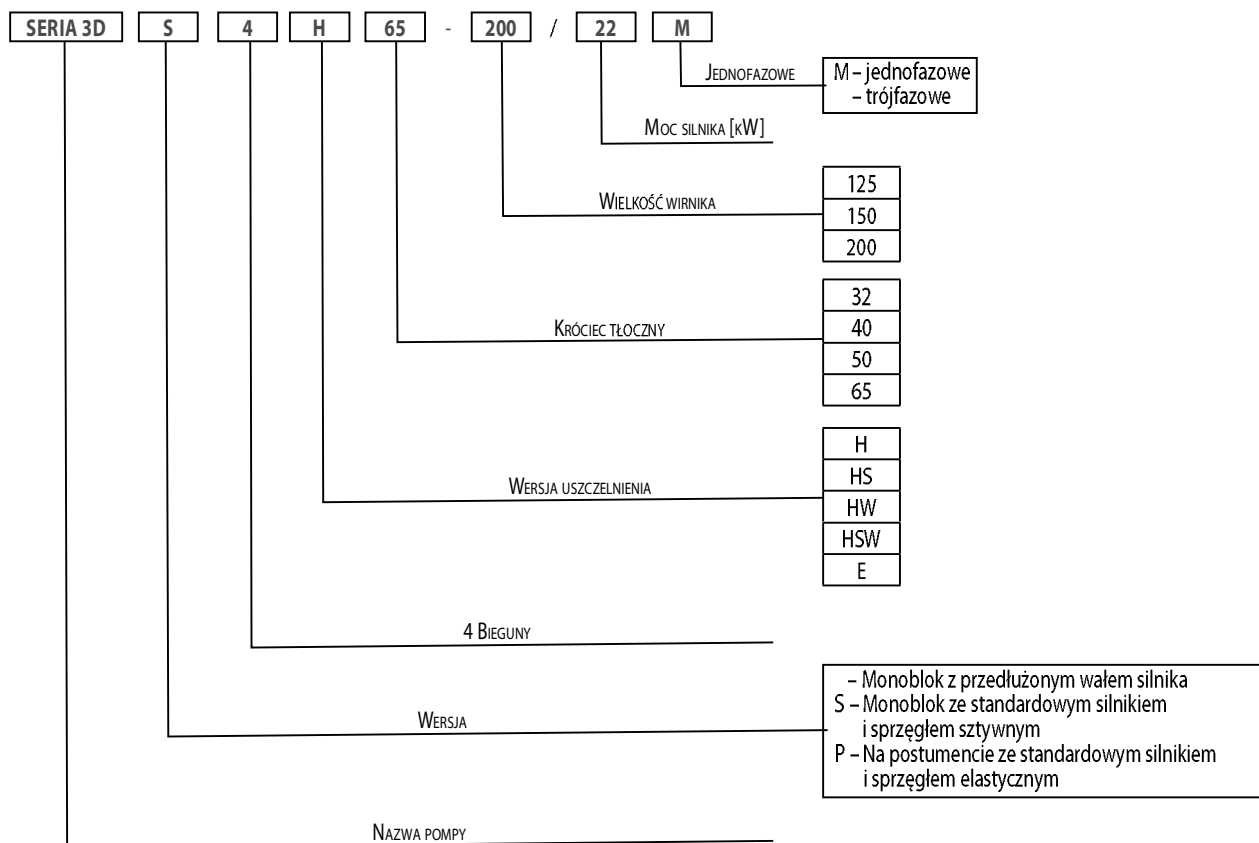 SERIA 3D S 4 H 65 - 200 / 22 M
Jednofazowe
M – jednofazowe
– trójfazowe
Moc silnika [kW]
Wielkość wirnika
125
150
200
Króciec tłoczny
32
40
50
65
Wersja uszczelnienia
H
HS
HW
HSW
E
4 Bieguny
Wersja
– Monoblok z przedłużonym wałem silnika
S – Monoblok ze standardowym silnikiem
i sprzęgłem sztywnym
P – Na postumencie ze standardowym silnikiem
i sprzęgłem elastycznym
Nazwa pompy